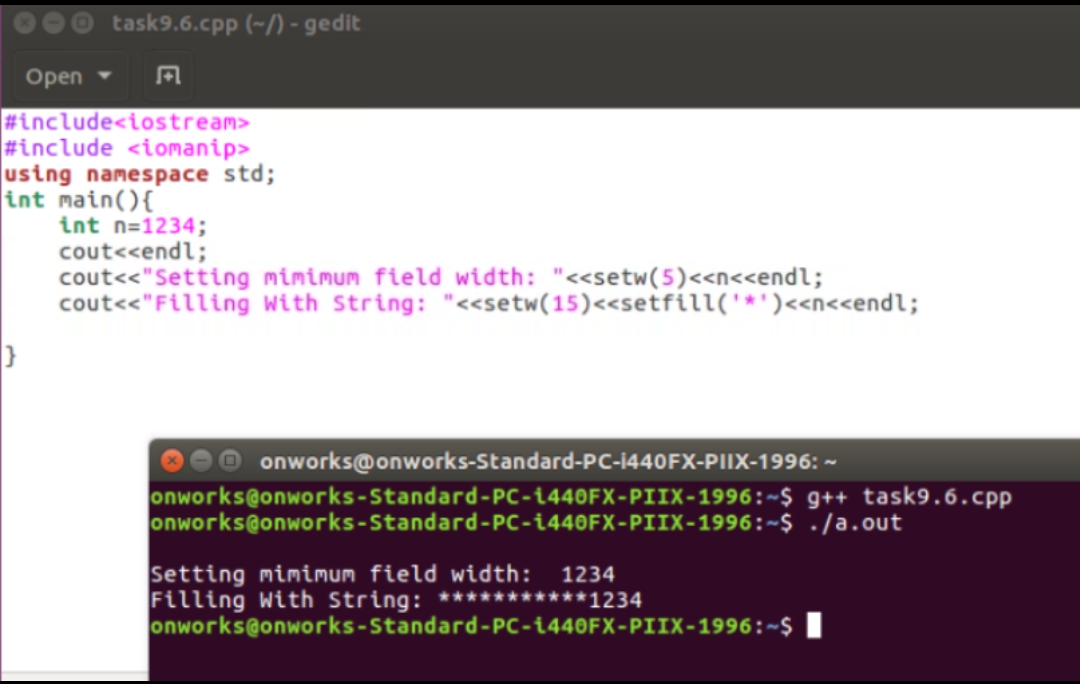 task9.6.cpp (~/) - gedit
Open
#include<iostream>
#include <iomanip>
using namespace std;
int main(){
    int n=1234;
    cout<<endl;
    cout<<"Setting mimimum field width: "<<setw(5)<<n<<endl;
    cout<<"Filling With String: "<<setw(15)<<setfill('*')<<n<<endl;
}
onworks@onworks-Standard-PC-i440FX-PIIX-1996: ~
onworks@onworks-Standard-PC-i440FX-PIIX-1996:~$ g++ task9.6.cpp
onworks@onworks-Standard-PC-i440FX-PIIX-1996:~$ ./a.out
Setting mimimum field width:  1234
Filling With String: ***********1234
onworks@onworks-Standard-PC-i440FX-PIIX-1996:~$